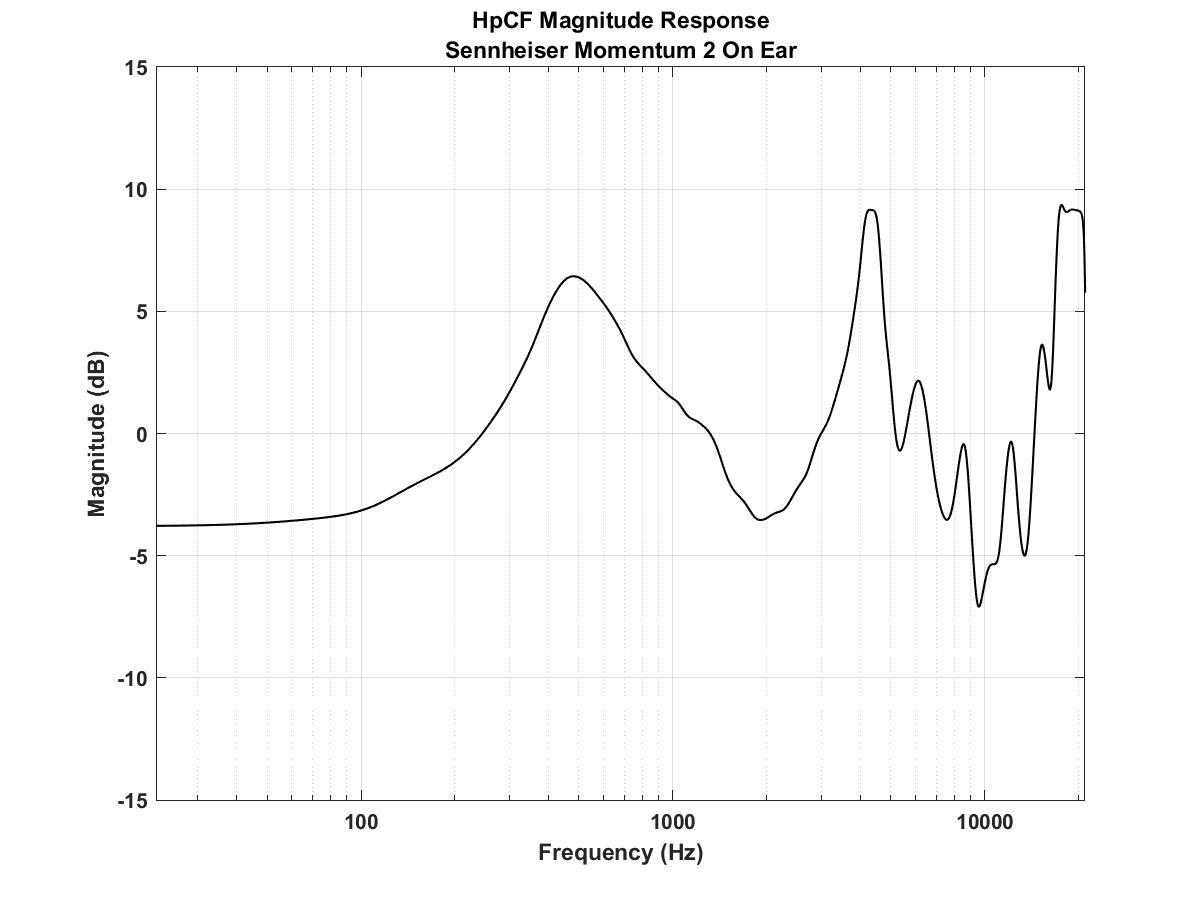 HpCF Magnitude Response
Sennheiser Momentum 2 On Ear
15
10
5
0
-5
-10
-15
Magnitude (dB)
100
1000
10000
Frequency (Hz)